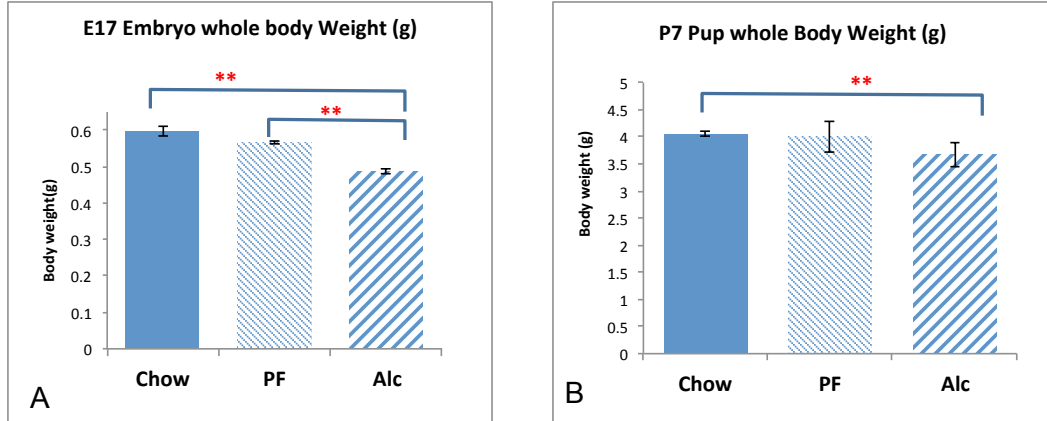 E17 Embryo whole body Weight (g)
**
**
0.6
0.5
0.4
0.3
0.2
0.1
0
Body weight(g)
Chow PF Alc
A
P7 Pup whole Body Weight (g)
**
5
4.5
4
3.5
3
2.5
2
1.5
1
0.5
0
Body weight (g)
Chow PF Alc
B